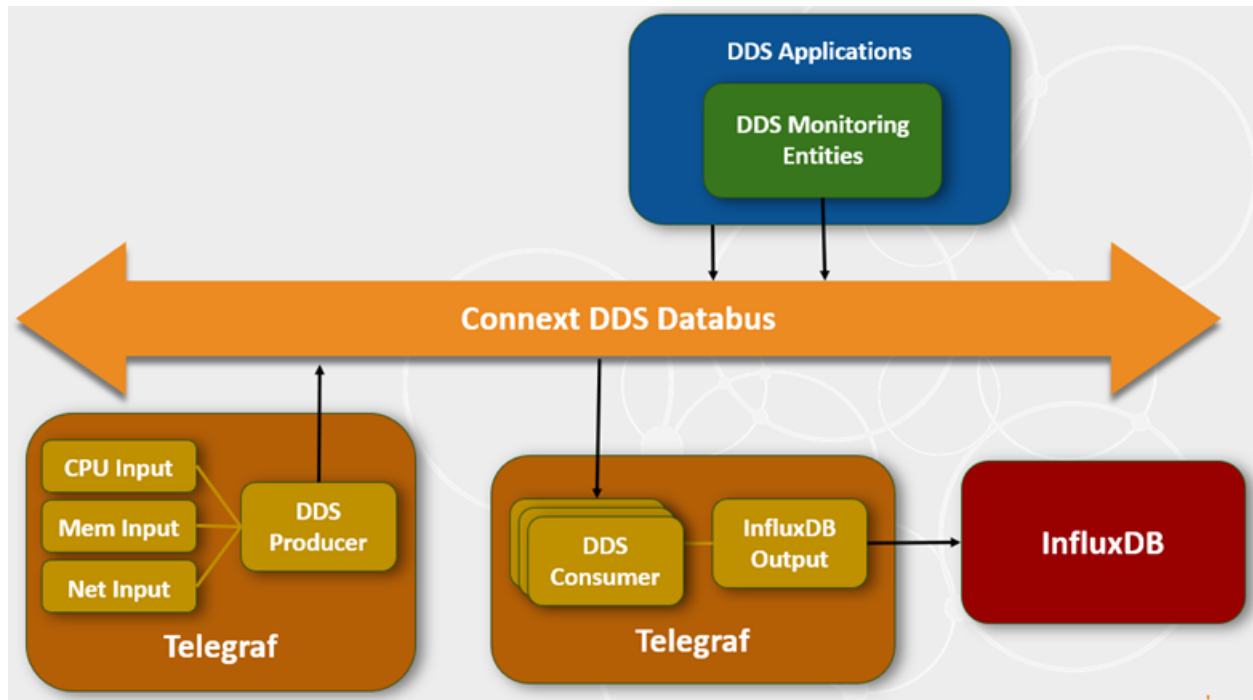 DDS Applications
DDS Monitoring
Entities
Connext DDS Databus
CPU Input
Mem Input
Net Input
DDS
Producer
Telegraf
DDS
Consumer
InfluxDB
Output
Telegraf
InfluxDB